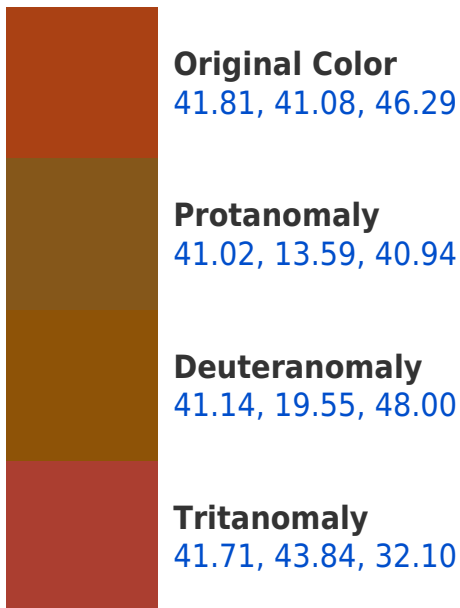 Original Color
41.81, 41.08, 46.29
Protanomaly
41.02, 13.59, 40.94
Deuteranomaly
41.14, 19.55, 48.00
Tritanomaly
41.71, 43.84, 32.10